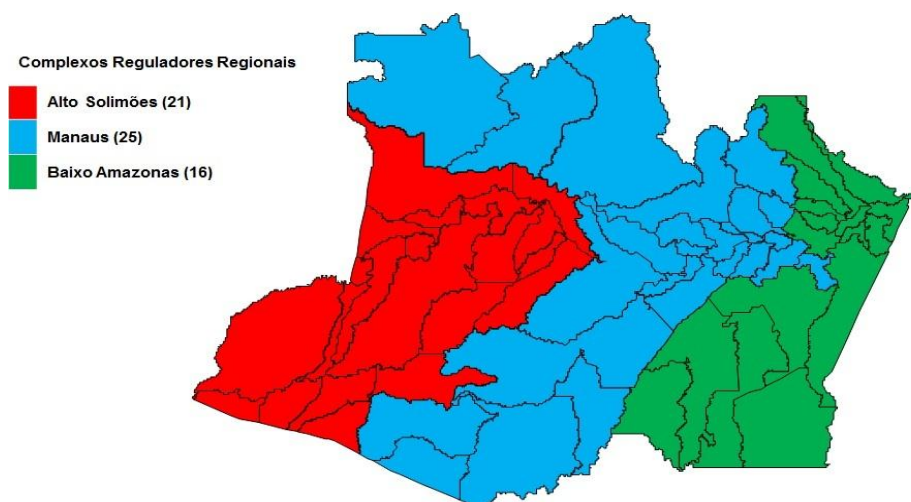 Complexos Reguladores Regionais
Alto Solimões (21)
Manaus (25)
Baixo Amazonas (16)